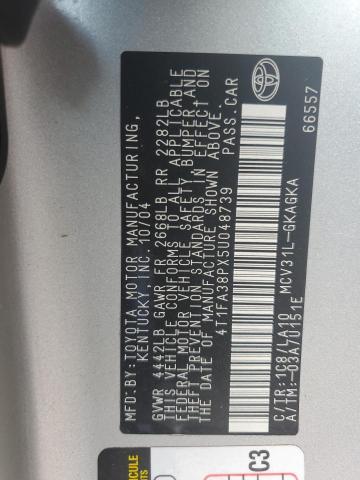 MFD.BY:TOYOTA MOTOR MANUFACTURING,
KENTUCKY,INC.10/04
GVWR 4442LB GAWR FR 2668LB RR 2282LB
THIS VEHICLE CONFORMS TO ALL APPLICABLE
FEDERAL MOTOR VEHICLE SAFETY,BUMPER,AND
THEFT PREVENTION STANDARDS IN EFFECT ON
THE DATE OF MANUFACTURE SHOWN ABOVE.
4T1FA38PX5U048739 PASS.CAR
C/TR:1C8/LA10 MCV31L-GKAGKA
A/TM:-03A/U151E 66557
C3